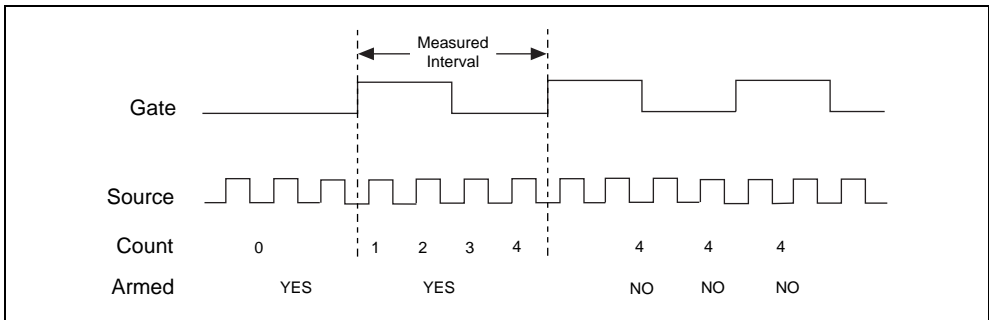 Measured
Interval
Gate
Source
Count 0 1 2 3 4 4 4 4
Armed YES YES NO NO NO